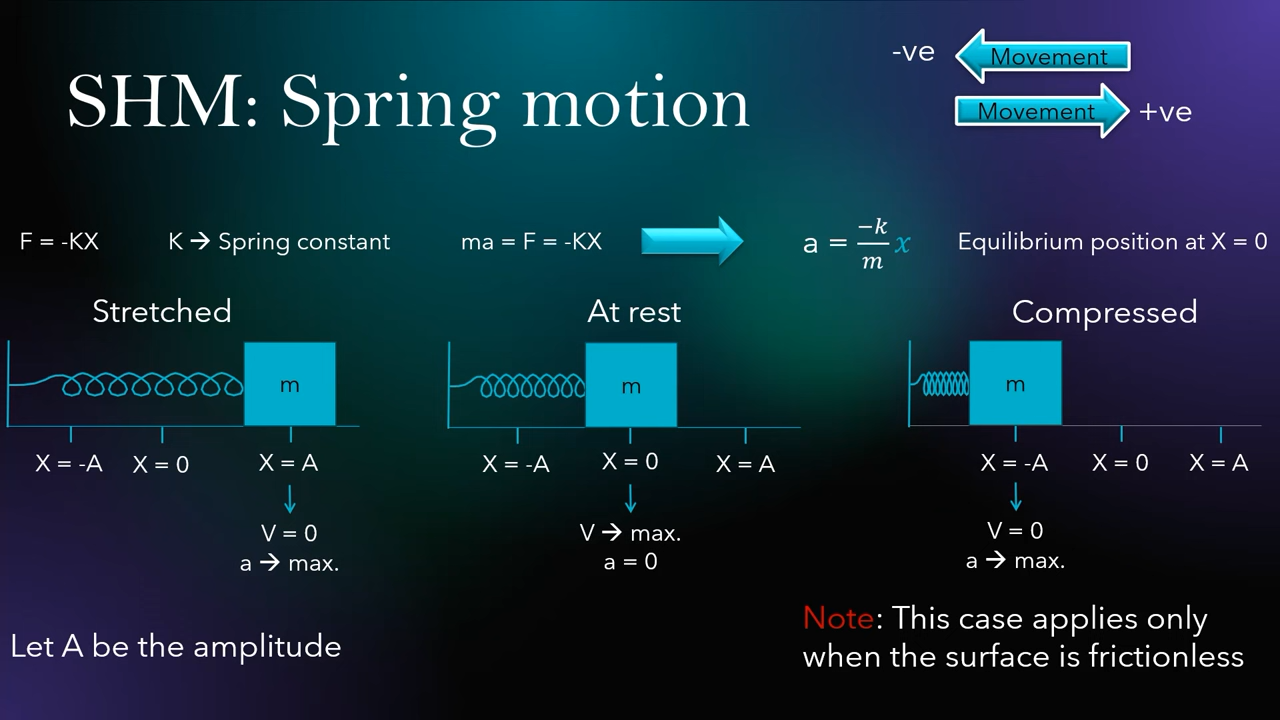 -ve
Movement
SHM: Spring motion
Movement
+ve
F = -KX
K → Spring constant
ma = F = -KX
a = -k/m x
Equilibrium position at X = 0
Stretched
At rest
Compressed
m
m
m
X = -A
X = 0
X = A
X = -A
X = 0
X = A
X = -A
X = 0
X = A
V = 0
a → max.
V → max.
a = 0
V = 0
a → max.
Let A be the amplitude
Note: This case applies only
when the surface is frictionless